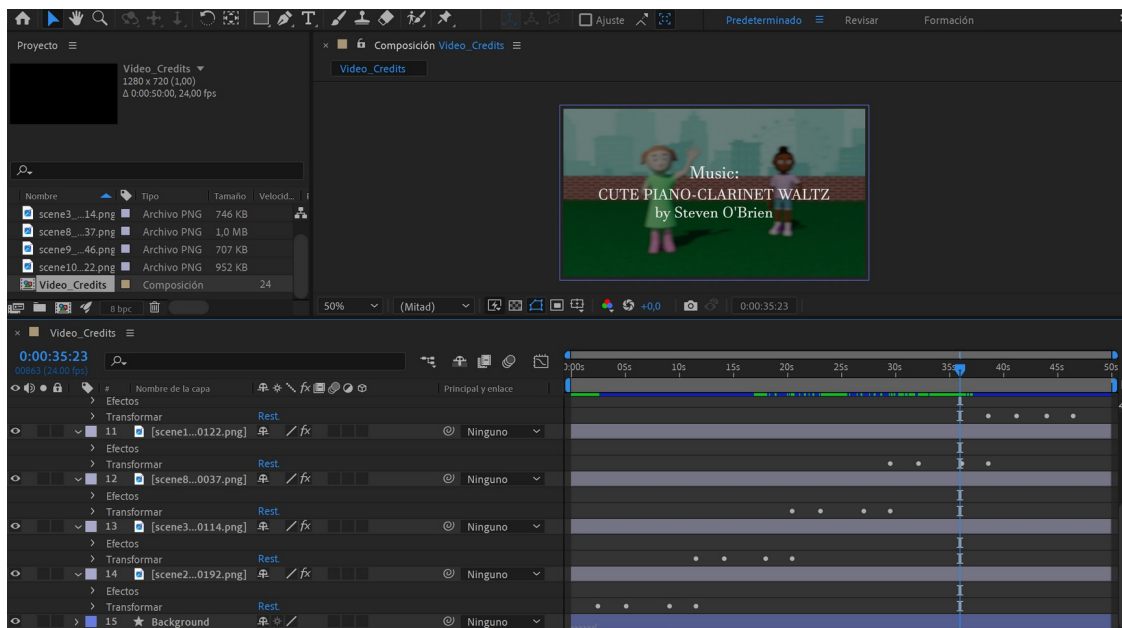 Ajuste
Predeterminado
Revisar
Formación
Proyecto
Video_Credits
1280 x 720 (1,00)
Δ 0:00:50:00, 24,00 fps
Nombre Tipo Tamaño Velocid...
scene3_...14.png Archivo PNG 746 KB
scene8_...37.png Archivo PNG 1,0 MB
scene9_...46.png Archivo PNG 707 KB
scene10...22.png Archivo PNG 952 KB
Video_Credits Composición 24
8 bpc
× Composición Video_Credits
Video_Credits
Music:
CUTE PIANO-CLARINET WALTZ
by Steven O'Brien
50% (Mitad) +0,0 0:00:35:23
× Video_Credits
0:00:35:23
00863 (24.00 fps)
# Nombre de la capa Principal y enlace
0:00s 05s 10s 15s 20s 25s 30s 35s 40s 45s 50s
Efectos
Transformar Rest.
11 [scene1...0122.png] Ninguno
Efectos
Transformar Rest.
12 [scene8...0037.png] Ninguno
Efectos
Transformar Rest.
13 [scene3...0114.png] Ninguno
Efectos
Transformar Rest.
14 [scene2...0192.png] Ninguno
Efectos
Transformar Rest.
15 Background Ninguno